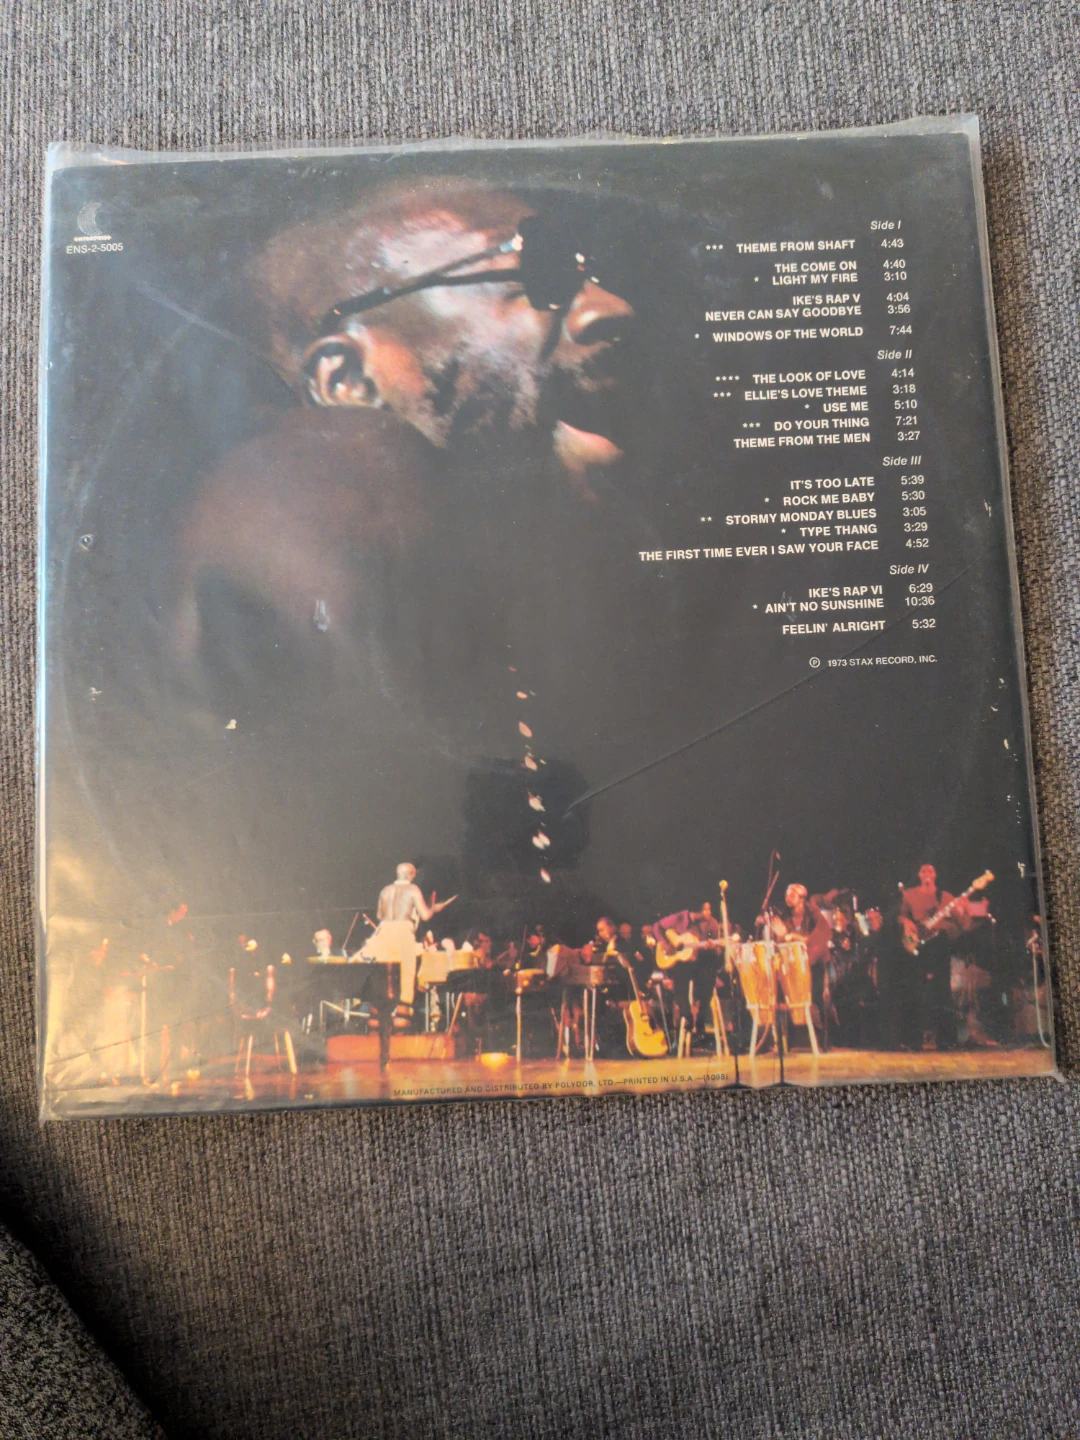 ENTERPRISE
ENS-2-5005
Side I
*** THEME FROM SHAFT 4:43
THE COME ON 4:40
* LIGHT MY FIRE 3:10
IKE'S RAP V 4:04
NEVER CAN SAY GOODBYE 3:56
* WINDOWS OF THE WORLD 7:44
Side II
**** THE LOOK OF LOVE 4:14
*** ELLIE'S LOVE THEME 3:18
* USE ME 5:10
*** DO YOUR THING 7:21
THEME FROM THE MEN 3:27
Side III
IT'S TOO LATE 5:39
* ROCK ME BABY 5:30
** STORMY MONDAY BLUES 3:05
* TYPE THANG 3:29
THE FIRST TIME EVER I SAW YOUR FACE 4:52
Side IV
IKE'S RAP VI 6:29
* AIN'T NO SUNSHINE 10:36
FEELIN' ALRIGHT 5:32
Ⓟ 1973 STAX RECORD, INC.
MANUFACTURED AND DISTRIBUTED BY POLYDOR, LTD.—PRINTED IN U.S.A.